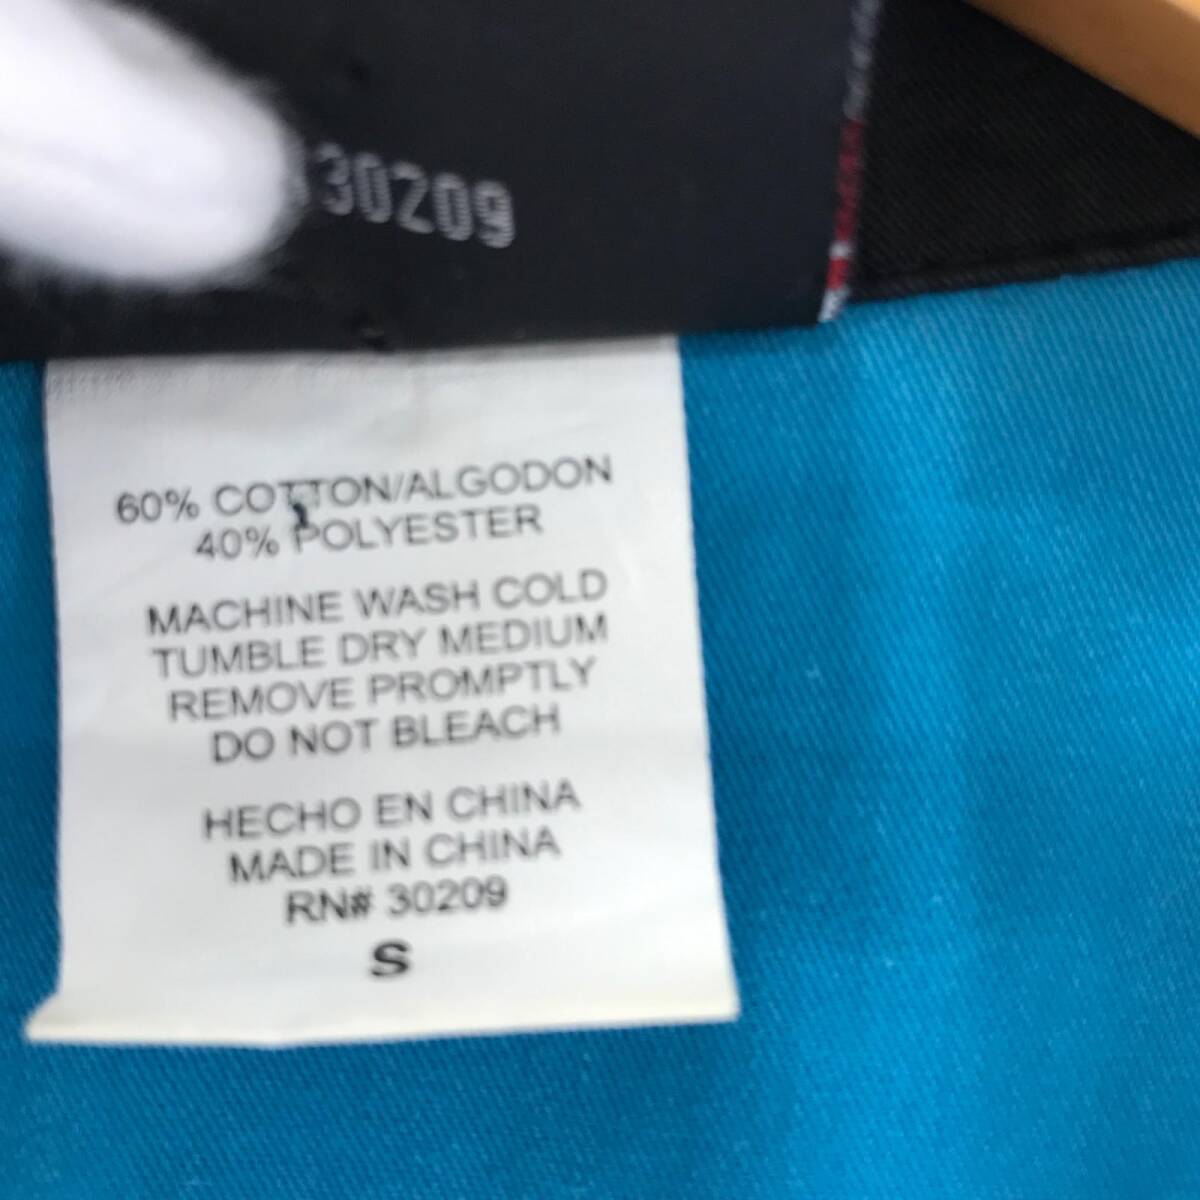 30209
60% COTTON/ALGODON
40% POLYESTER
MACHINE WASH COLD
TUMBLE DRY MEDIUM
REMOVE PROMPTLY
DO NOT BLEACH
HECHO EN CHINA
MADE IN CHINA
RN# 30209
S